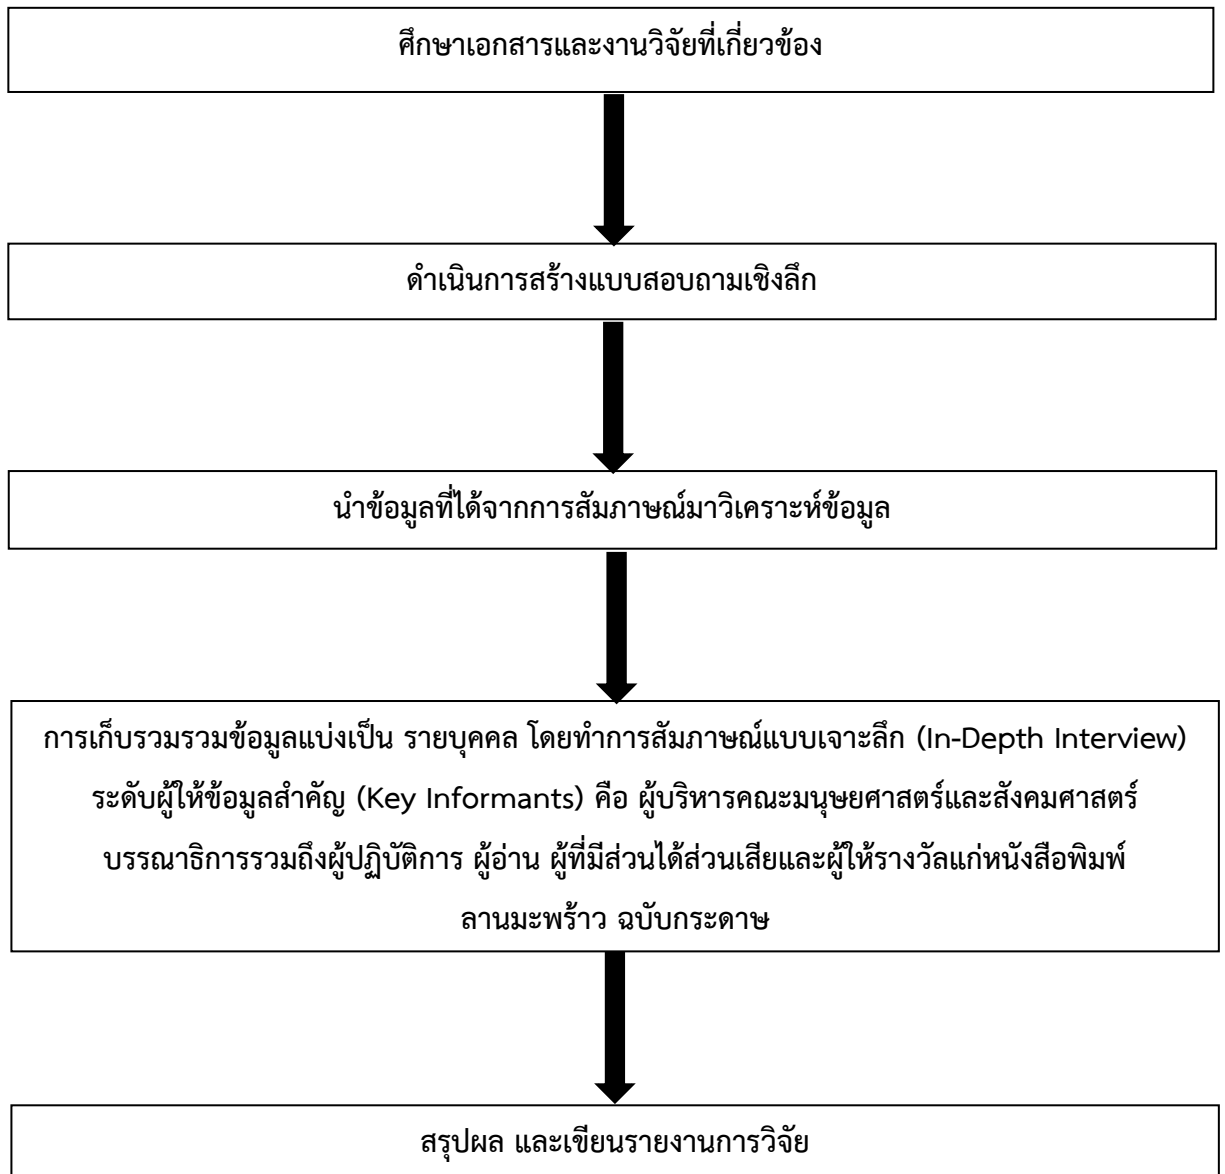 ศึกษาเอกสารและงานวิจัยที่เกี่ยวข้อง
ดำเนินการสร้างแบบสอบถามเชิงลึก
นำข้อมูลที่ได้จากการสัมภาษณ์มาวิเคราะห์ข้อมูล
การเก็บรวมรวมข้อมูลแบ่งเป็น รายบุคคล โดยทำการสัมภาษณ์แบบเจาะลึก (In-Depth Interview)
ระดับผู้ให้ข้อมูลสำคัญ (Key Informants) คือ ผู้บริหารคณะมนุษยศาสตร์และสังคมศาสตร์
บรรณาธิการรวมถึงผู้ปฏิบัติการ ผู้อ่าน ผู้ที่มีส่วนได้ส่วนเสียและผู้ให้รางวัลแก่หนังสือพิมพ์
ลานมะพร้าว ฉบับกระดาษ
สรุปผล และเขียนรายงานการวิจัย